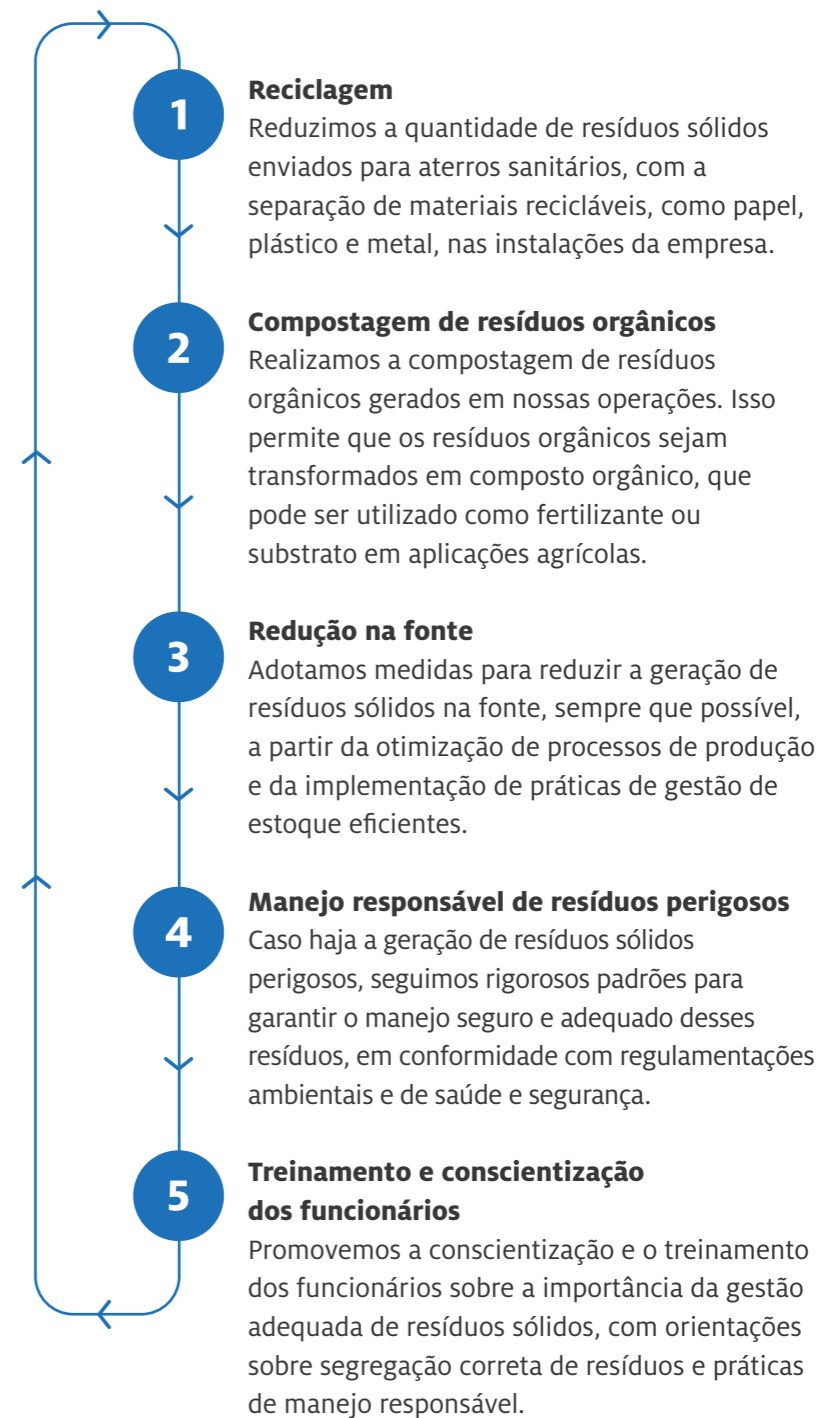 1
Reciclagem
Reduzimos a quantidade de resíduos sólidos
enviados para aterros sanitários, com a
separação de materiais recicláveis, como papel,
plástico e metal, nas instalações da empresa.
2
Compostagem de resíduos orgânicos
Realizamos a compostagem de resíduos
orgânicos gerados em nossas operações. Isso
permite que os resíduos orgânicos sejam
transformados em composto orgânico, que
pode ser utilizado como fertilizante ou
substrato em aplicações agrícolas.
3
Redução na fonte
Adotamos medidas para reduzir a geração de
resíduos sólidos na fonte, sempre que possível,
a partir da otimização de processos de produção
e da implementação de práticas de gestão de
estoque eficientes.
4
Manejo responsável de resíduos perigosos
Caso haja a geração de resíduos sólidos
perigosos, seguimos rigorosos padrões para
garantir o manejo seguro e adequado desses
resíduos, em conformidade com regulamentações
ambientais e de saúde e segurança.
5
Treinamento e conscientização
dos funcionários
Promovemos a conscientização e o treinamento
dos funcionários sobre a importância da gestão
adequada de resíduos sólidos, com orientações
sobre segregação correta de resíduos e práticas
de manejo responsável.